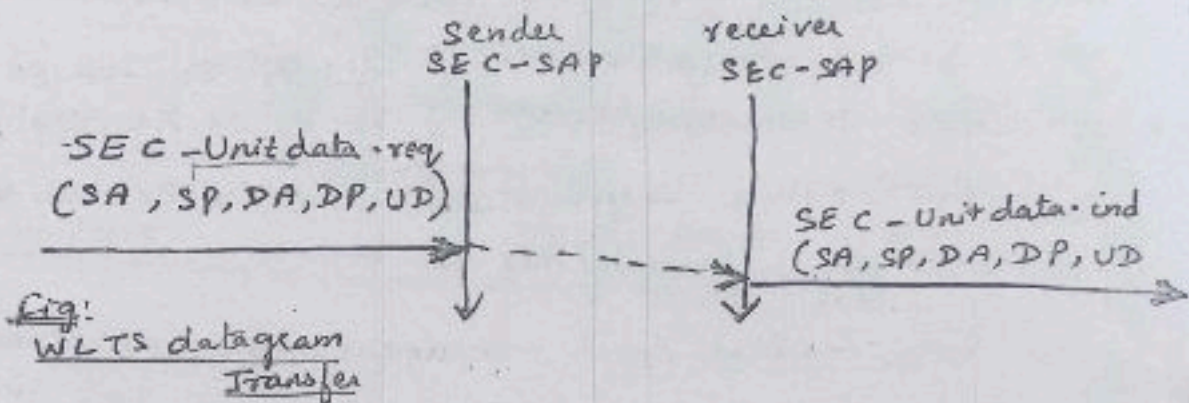 sender
SEC-SAP
receiver
SEC-SAP
SEC-Unitdata.req
(SA, SP, DA, DP, UD)
SEC-Unitdata.ind
(SA, SP, DA, DP, UD
Fig:
WLTS datagram
Transfer